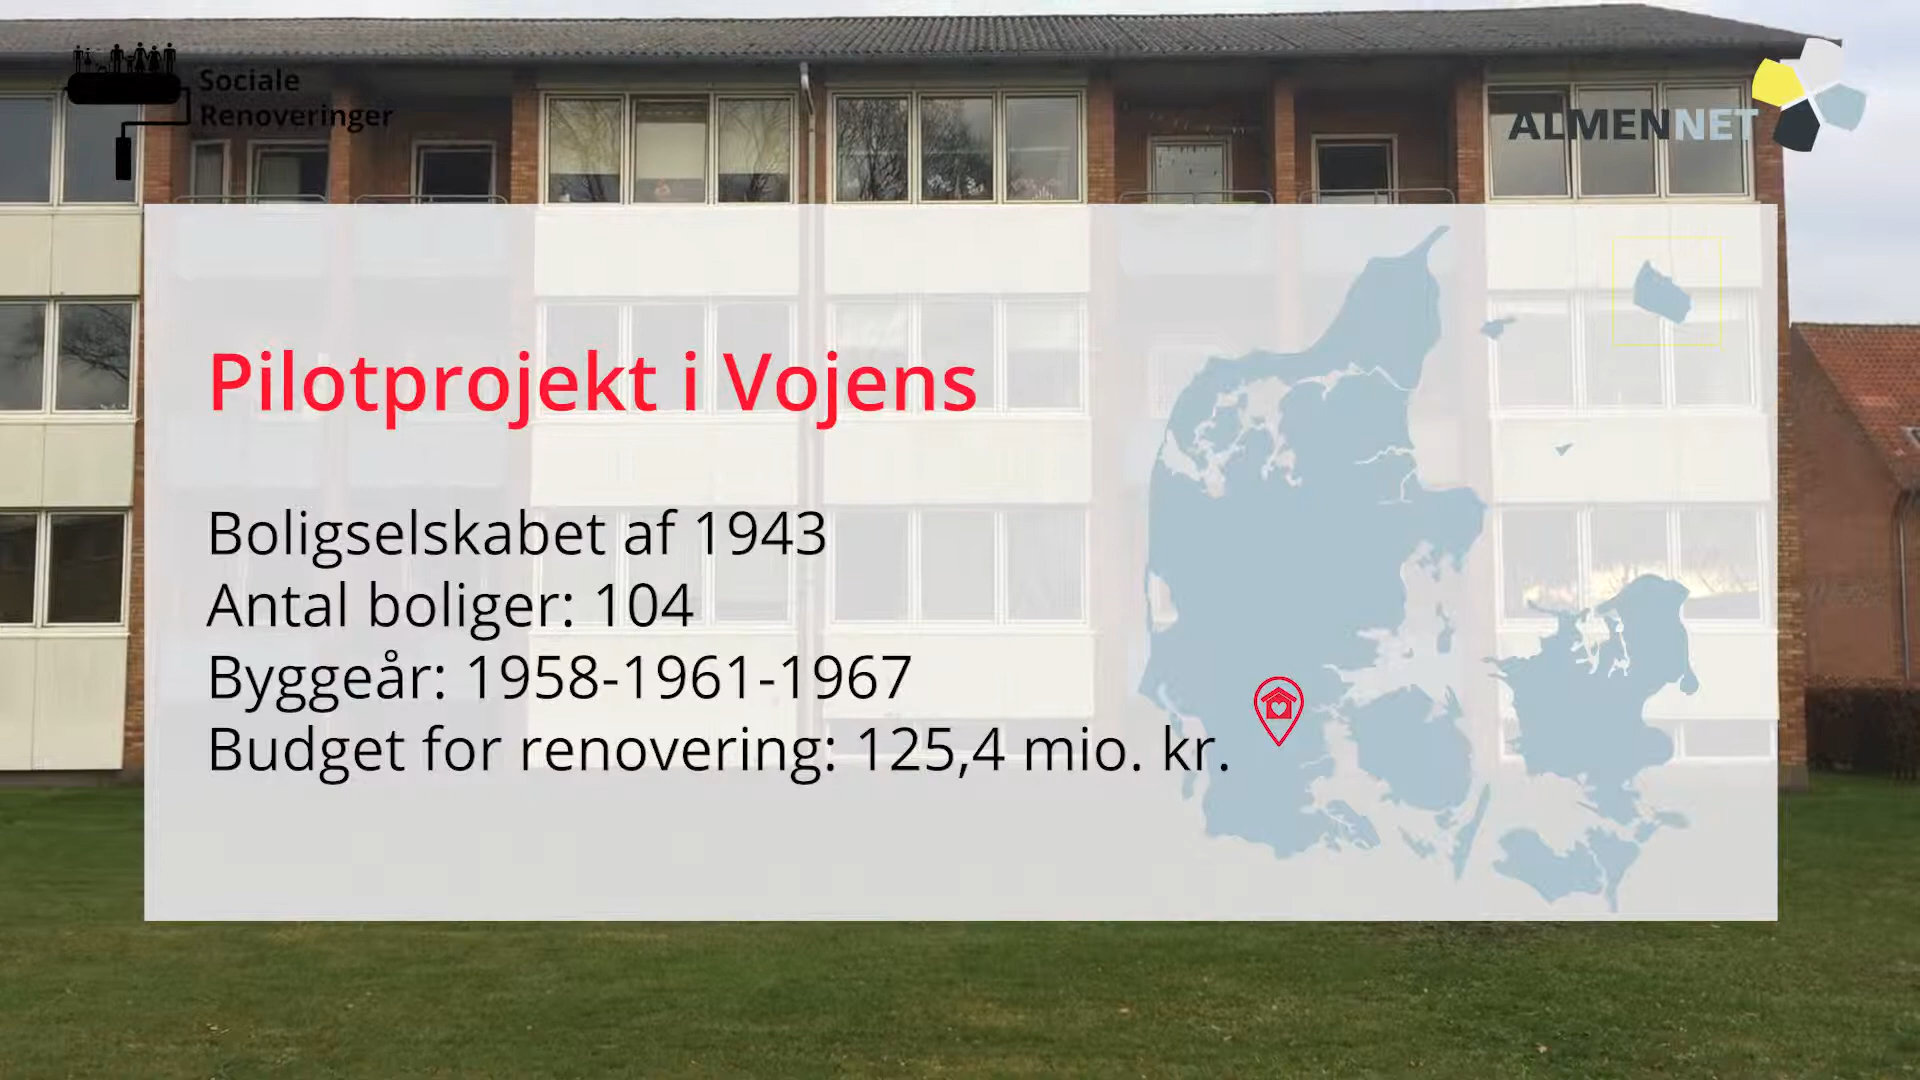 Sociale
Renoveringer
ALMENNET
Pilotprojekt i Vojens
Boligselskabet af 1943
Antal boliger: 104
Byggeår: 1958-1961-1967
Budget for renovering: 125,4 mio. kr.